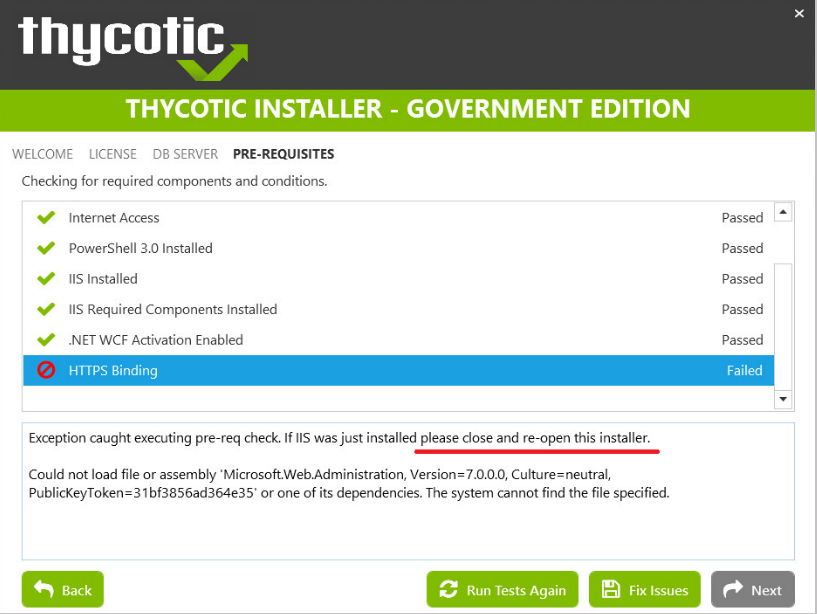 thycotic
THYCOTIC INSTALLER - GOVERNMENT EDITION
WELCOME LICENSE DB SERVER PRE-REQUISITES
Checking for required components and conditions.
Internet Access Passed
PowerShell 3.0 Installed Passed
IIS Installed Passed
IIS Required Components Installed Passed
.NET WCF Activation Enabled Passed
HTTPS Binding Failed
Exception caught executing pre-req check. If IIS was just installed please close and re-open this installer.
Could not load file or assembly 'Microsoft.Web.Administration, Version=7.0.0.0, Culture=neutral,
PublicKeyToken=31bf3856ad364e35' or one of its dependencies. The system cannot find the file specified.
Back Run Tests Again Fix Issues Next